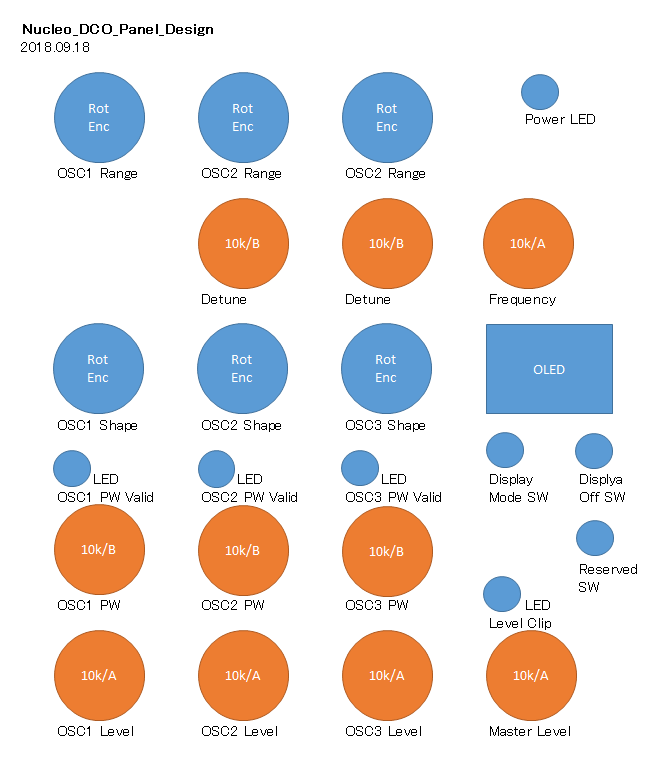 Nucleo_DCO_Panel_Design
2018.09.18
Rot
Enc
Rot
Enc
Rot
Enc
Power LED
OSC1 Range
OSC2 Range
OSC2 Range
10k/B
10k/B
10k/A
Detune
Detune
Frequency
Rot
Enc
Rot
Enc
Rot
Enc
OLED
OSC1 Shape
OSC2 Shape
OSC3 Shape
LED
OSC1 PW Valid
LED
OSC2 PW Valid
LED
OSC3 PW Valid
Display
Mode SW
Displya
Off SW
10k/B
10k/B
10k/B
Reserved
SW
OSC1 PW
OSC2 PW
OSC3 PW
LED
Level Clip
10k/A
10k/A
10k/A
10k/A
OSC1 Level
OSC2 Level
OSC3 Level
Master Level